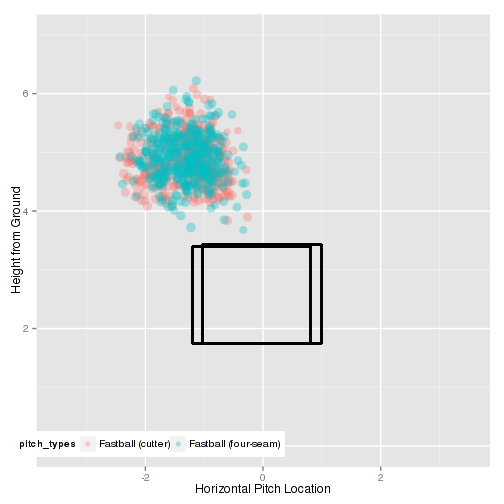 6
4
2
Height from Ground
pitch_types Fastball (cutter) Fastball (four-seam)
-2 0 2
Horizontal Pitch Location